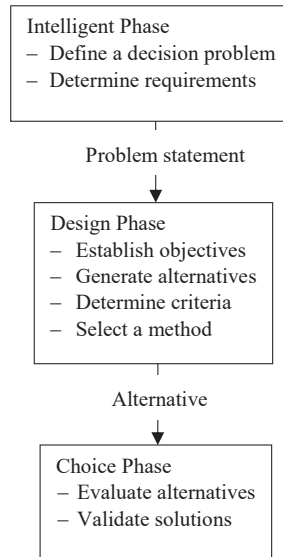 Intelligent Phase
– Define a decision problem
– Determine requirements
Problem statement
Design Phase
– Establish objectives
– Generate alternatives
– Determine criteria
– Select a method
Alternative
Choice Phase
– Evaluate alternatives
– Validate solutions